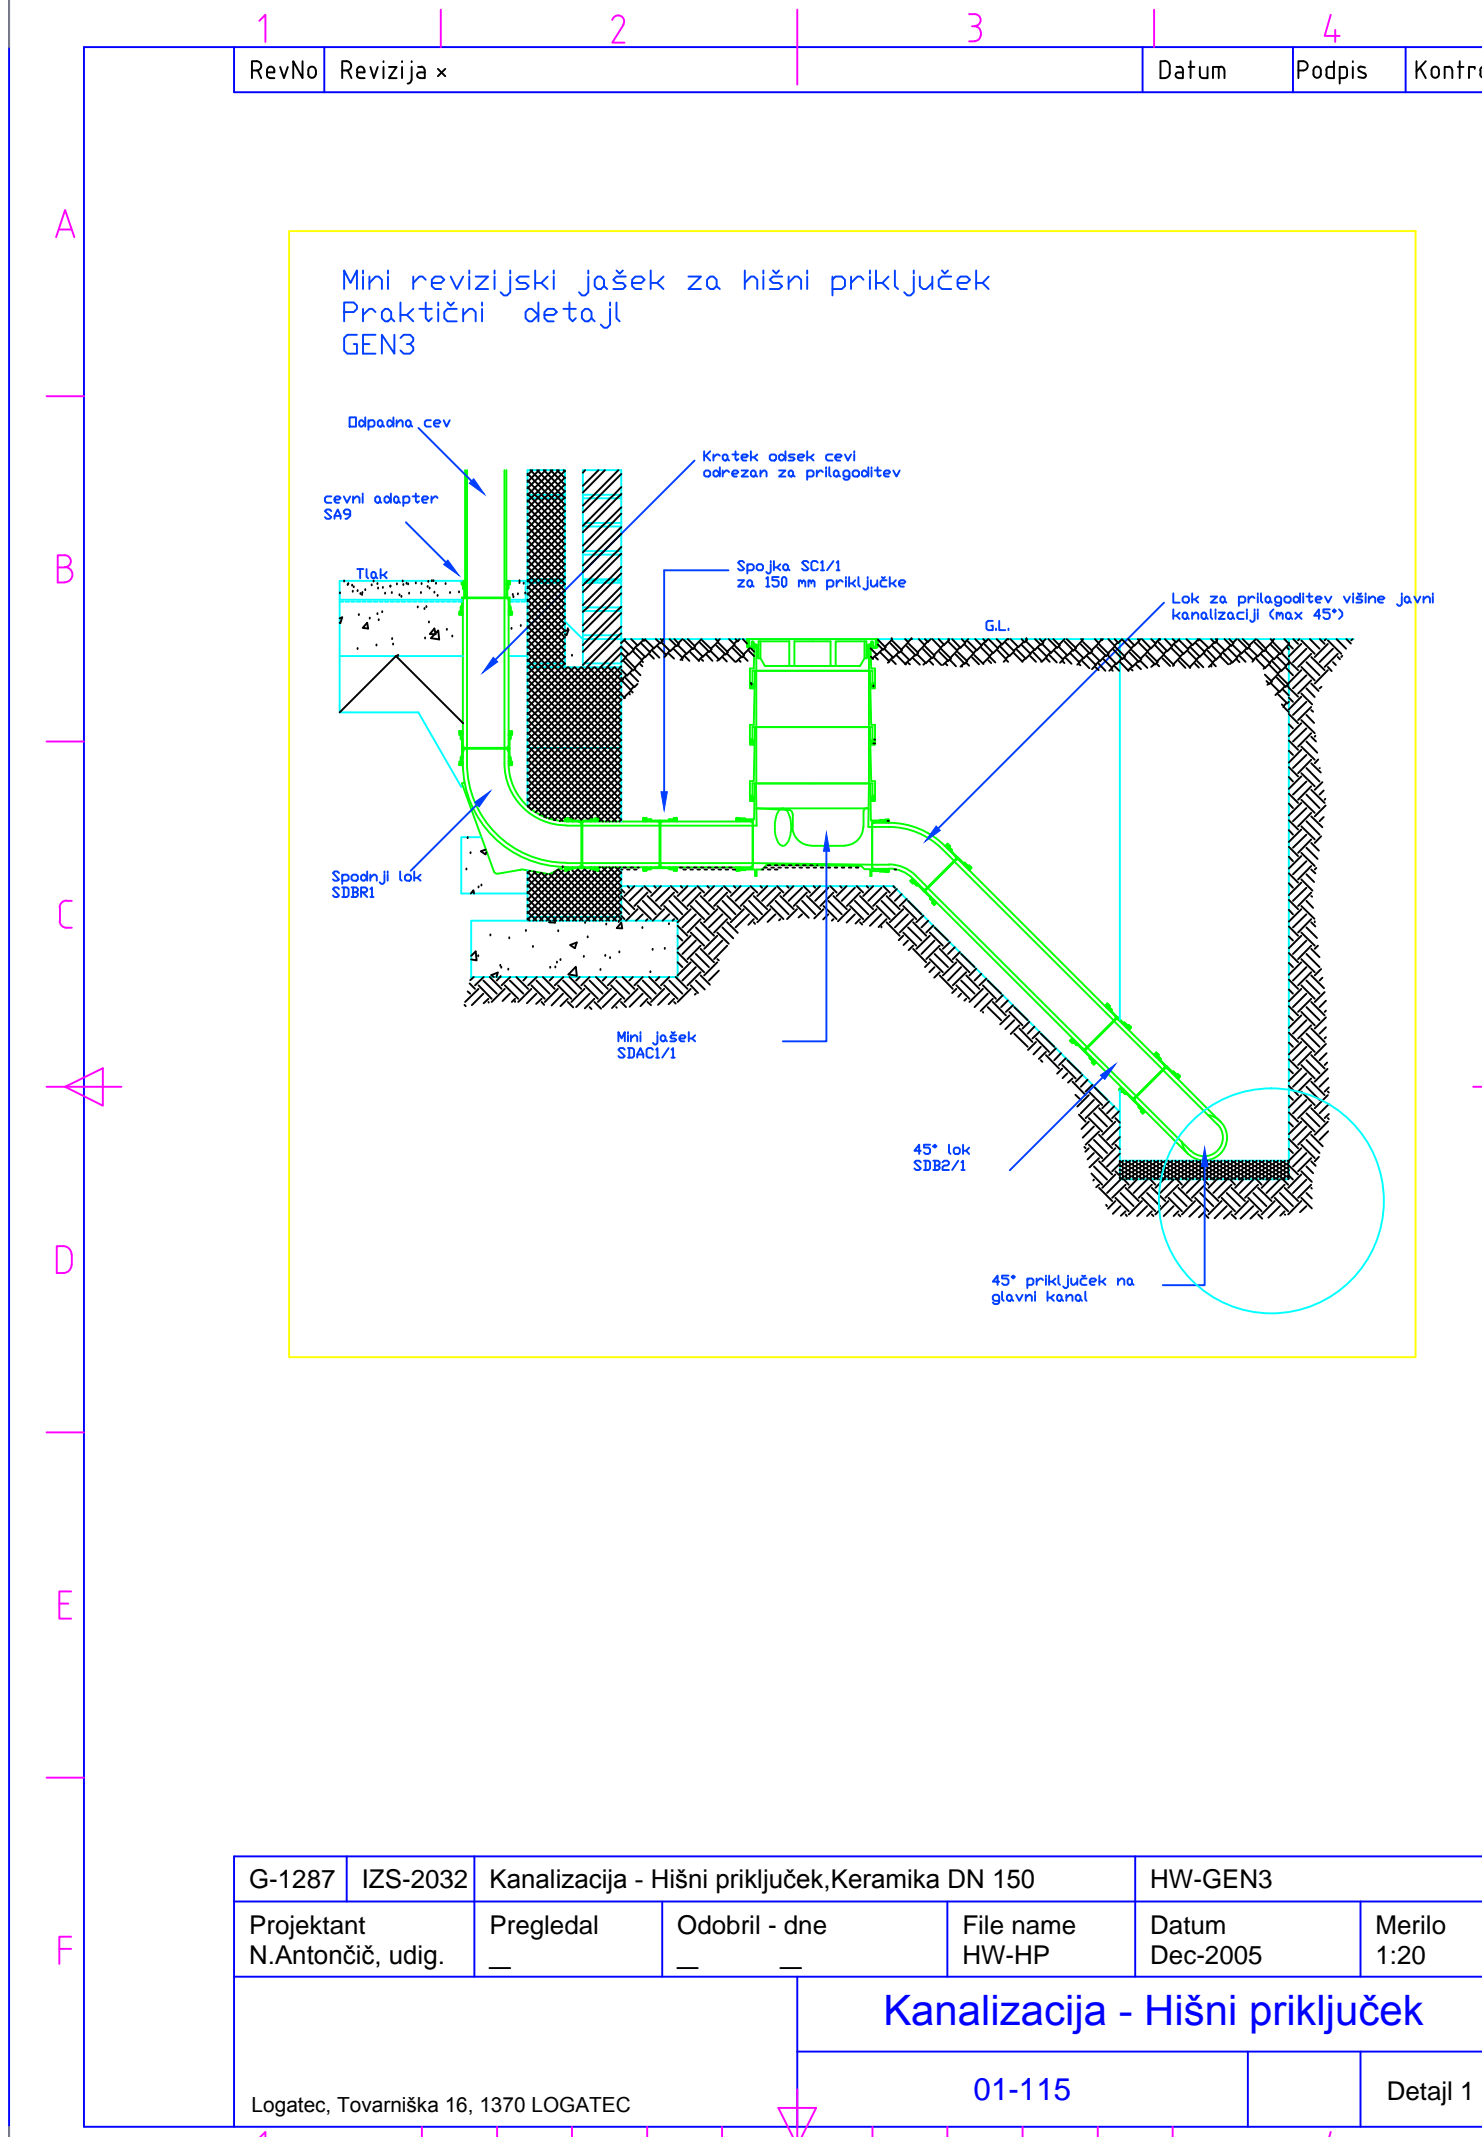 1 2 3 4
RevNo Revizija × Datum Podpis
A
Mini revizijski jašek za hišni priključek
Praktični detajl
GEN3
Odpadna cev
Kratek odsek cevi
odrezan za prilagoditev
cevni adapter
SA9
B
Tlak
Spojka SC1/1
za 150 mm priključke
Lok za prilagoditev višine javni
kanalizaciji (max 45°)
G.L.
Spodnji lok
SDBR1
C
Mini jašek
SDAC1/1
45° lok
SDB2/1
D
45° priključek na
glavni kanal
E
G-1287 IZS-2032 Kanalizacija - Hišni priključek,Keramika DN 150 HW-GEN3
Projektant Pregledal Odobril - dne File name Datum Merilo
N.Antončič, udig. _ _ _ HW-HP Dec-2005 1:20
F
Kanalizacija - Hišni priključek
01-115 Detajl 1
Logatec, Tovarniška 16, 1370 LOGATEC